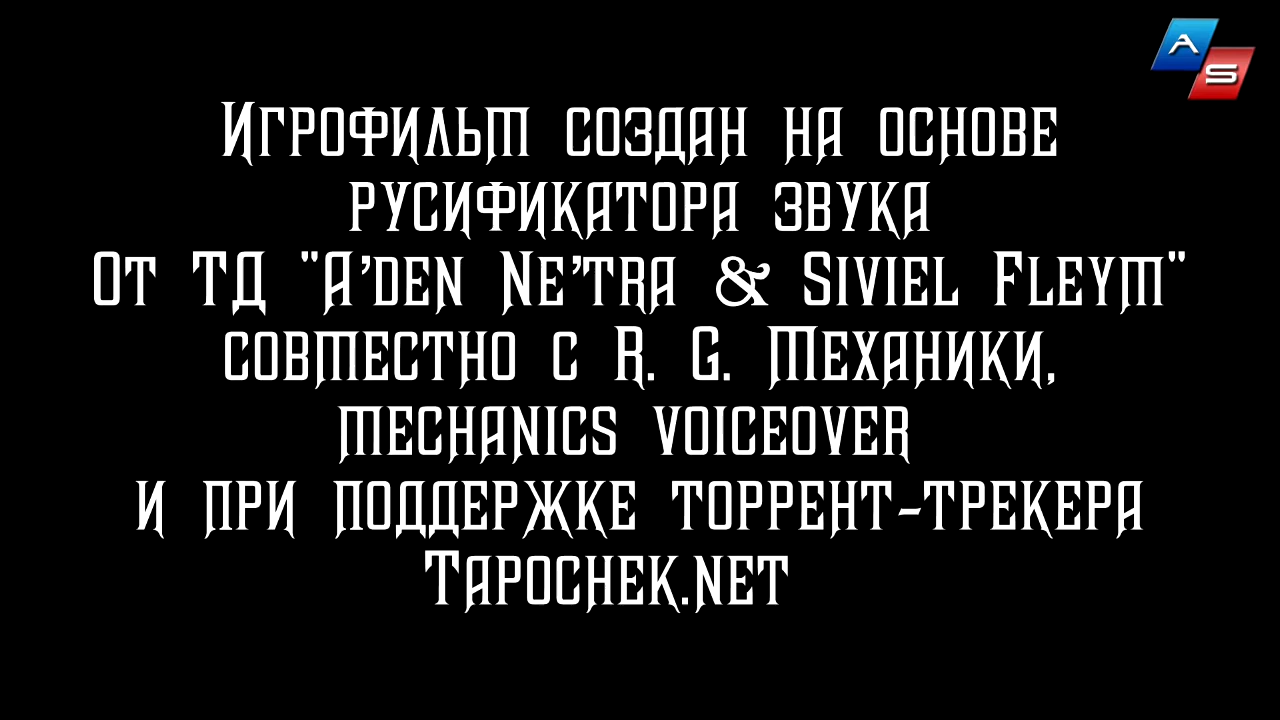 AS
Игрофильм создан на основе
русификатора звука
От ТД "A'den Ne'tra & Siviel Fleym"
совместно с R. G. Механики,
mechanics voiceover
и при поддержке торрент-трекера
Tapochek.net